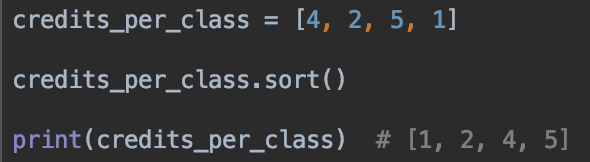 credits_per_class = [4, 2, 5, 1]
credits_per_class.sort()
print(credits_per_class)  # [1, 2, 4, 5]